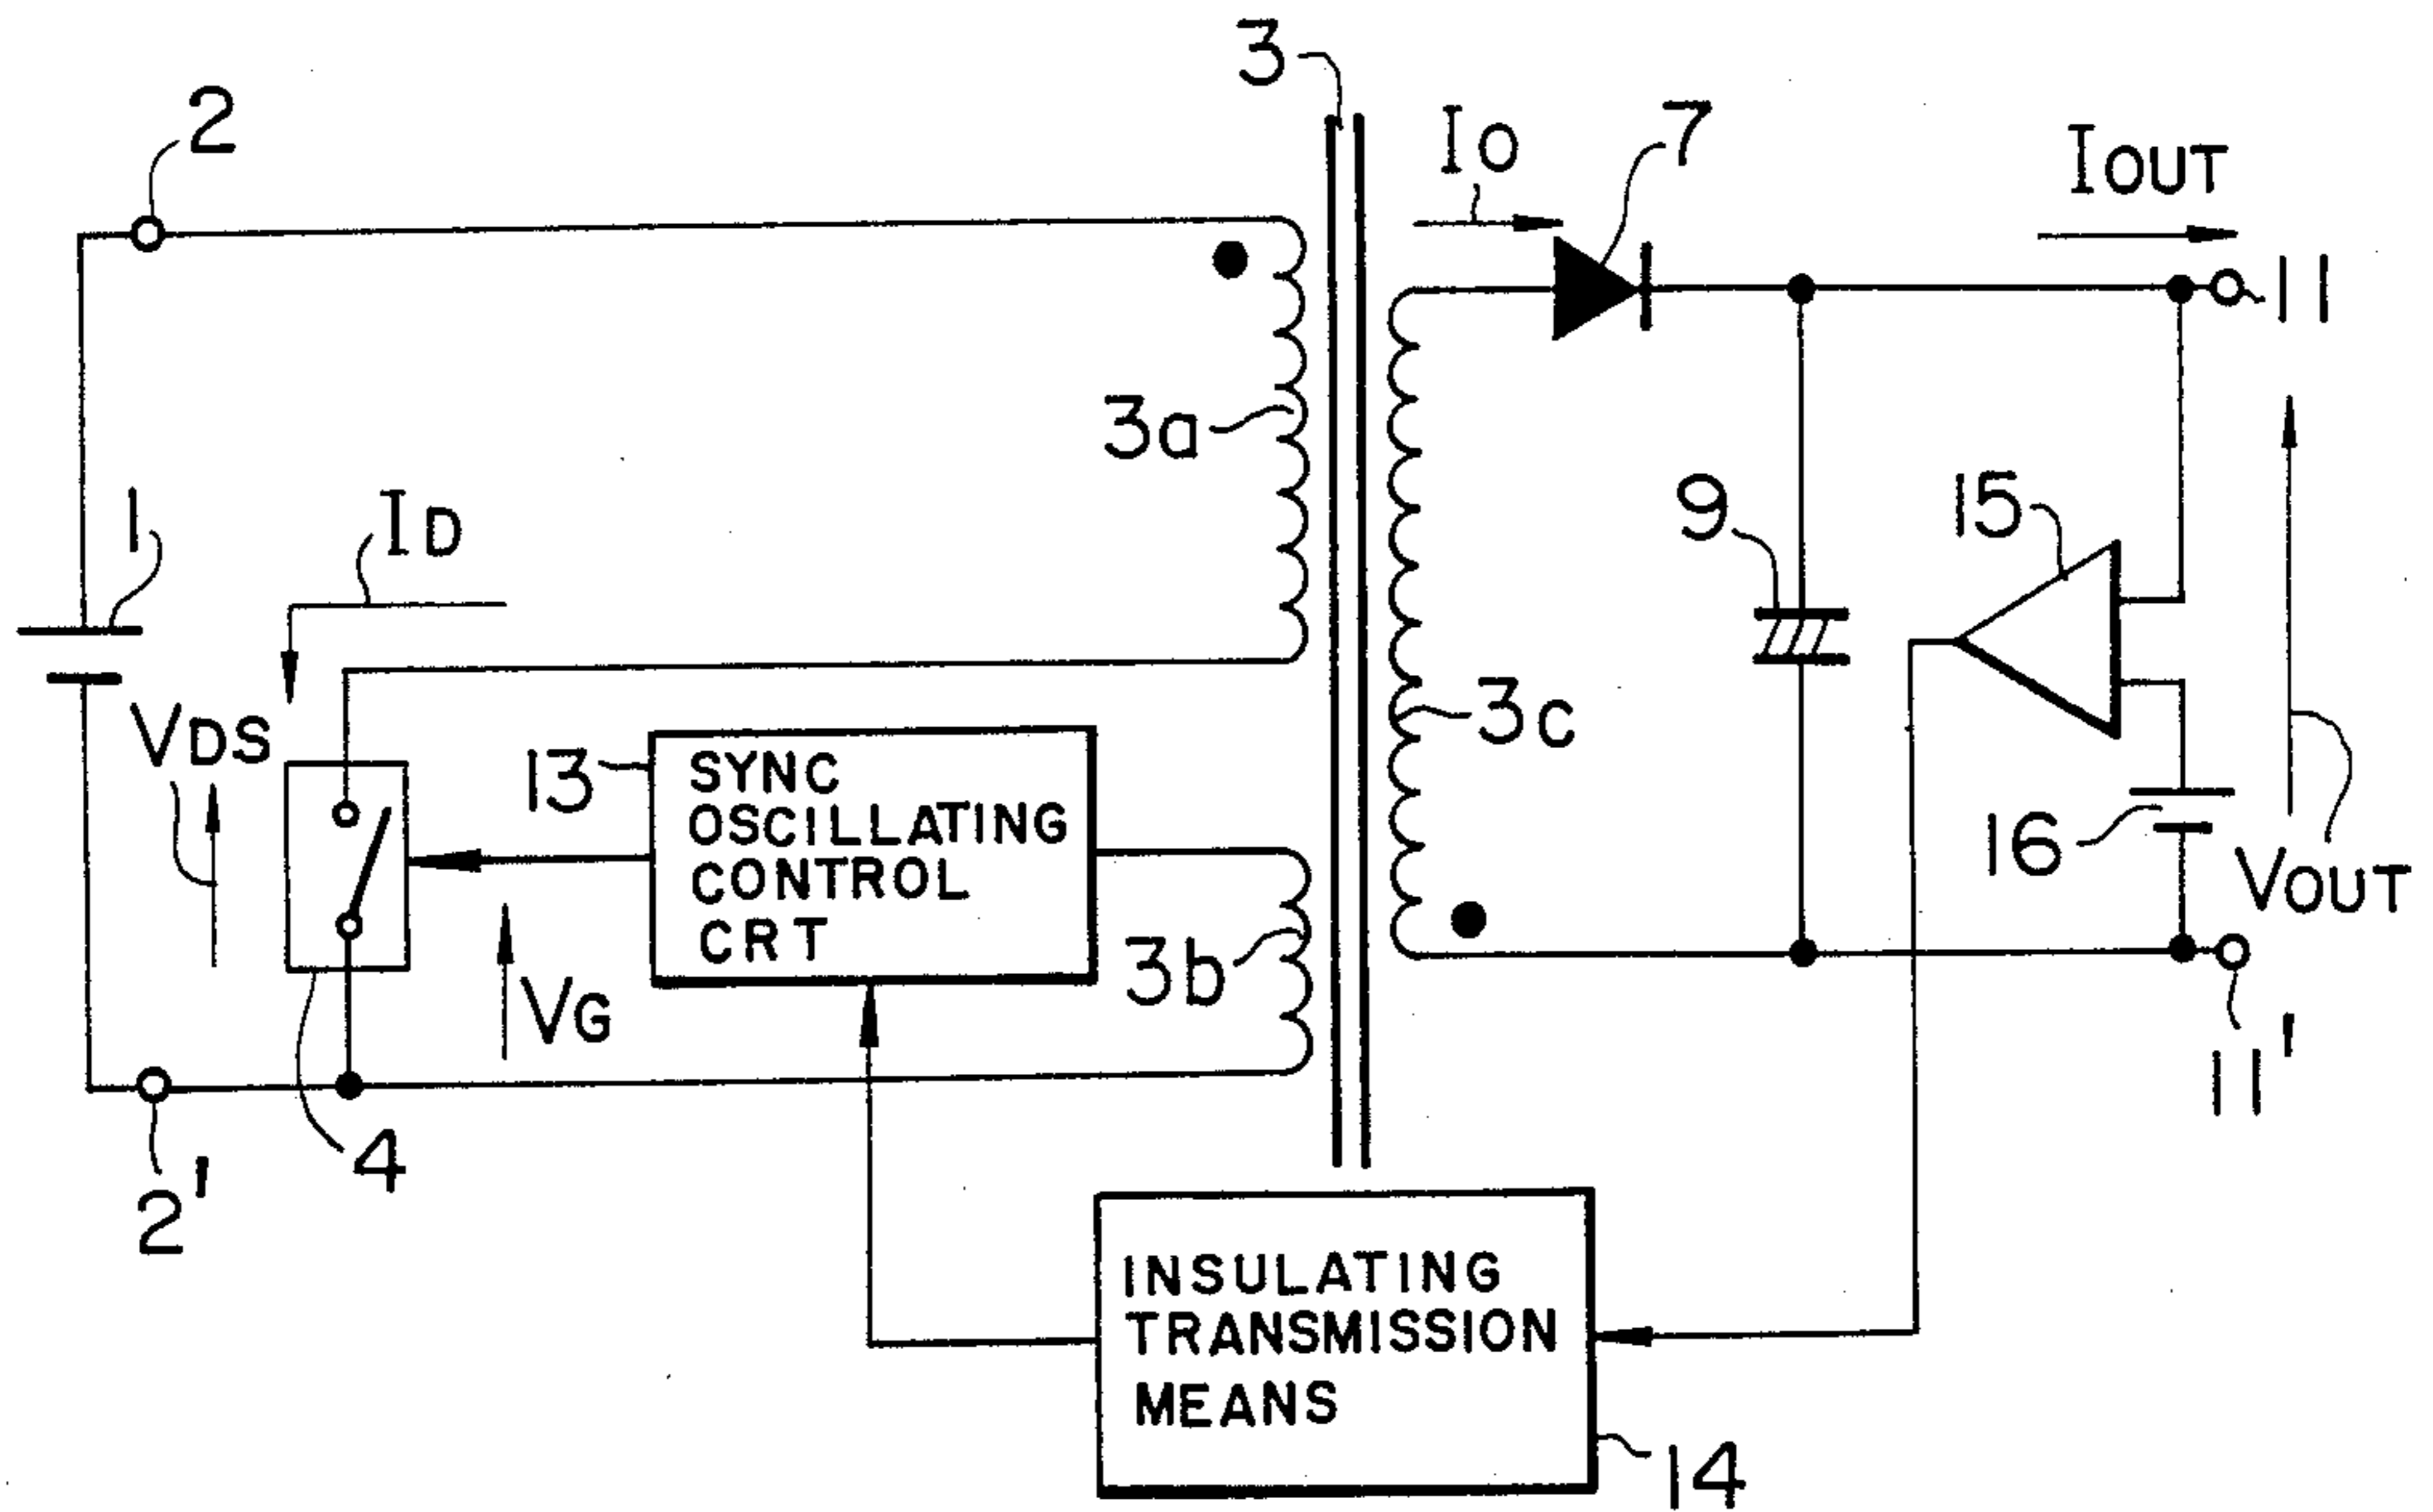 3
2
IO
7
IOUT
11
3a
1
ID
9
15
VDS
13
SYNC
OSCILLATING
CONTROL
CRT
3c
16
VOUT
3b
VG
11'
4
2'
INSULATING
TRANSMISSION
MEANS
14